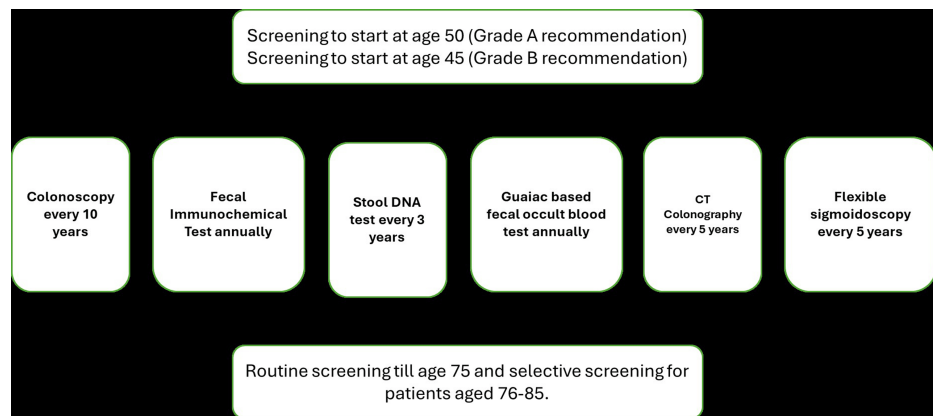 Screening to start at age 50 (Grade A recommendation)
Screening to start at age 45 (Grade B recommendation)
Colonoscopy
every 10
years
Fecal
Immunochemical
Test annually
Stool DNA
test every 3
years
Guaiac based
fecal occult blood
test annually
CT
Colonography
every 5 years
Flexible
sigmoidoscopy
every 5 years
Routine screening till age 75 and selective screening for
patients aged 76-85.